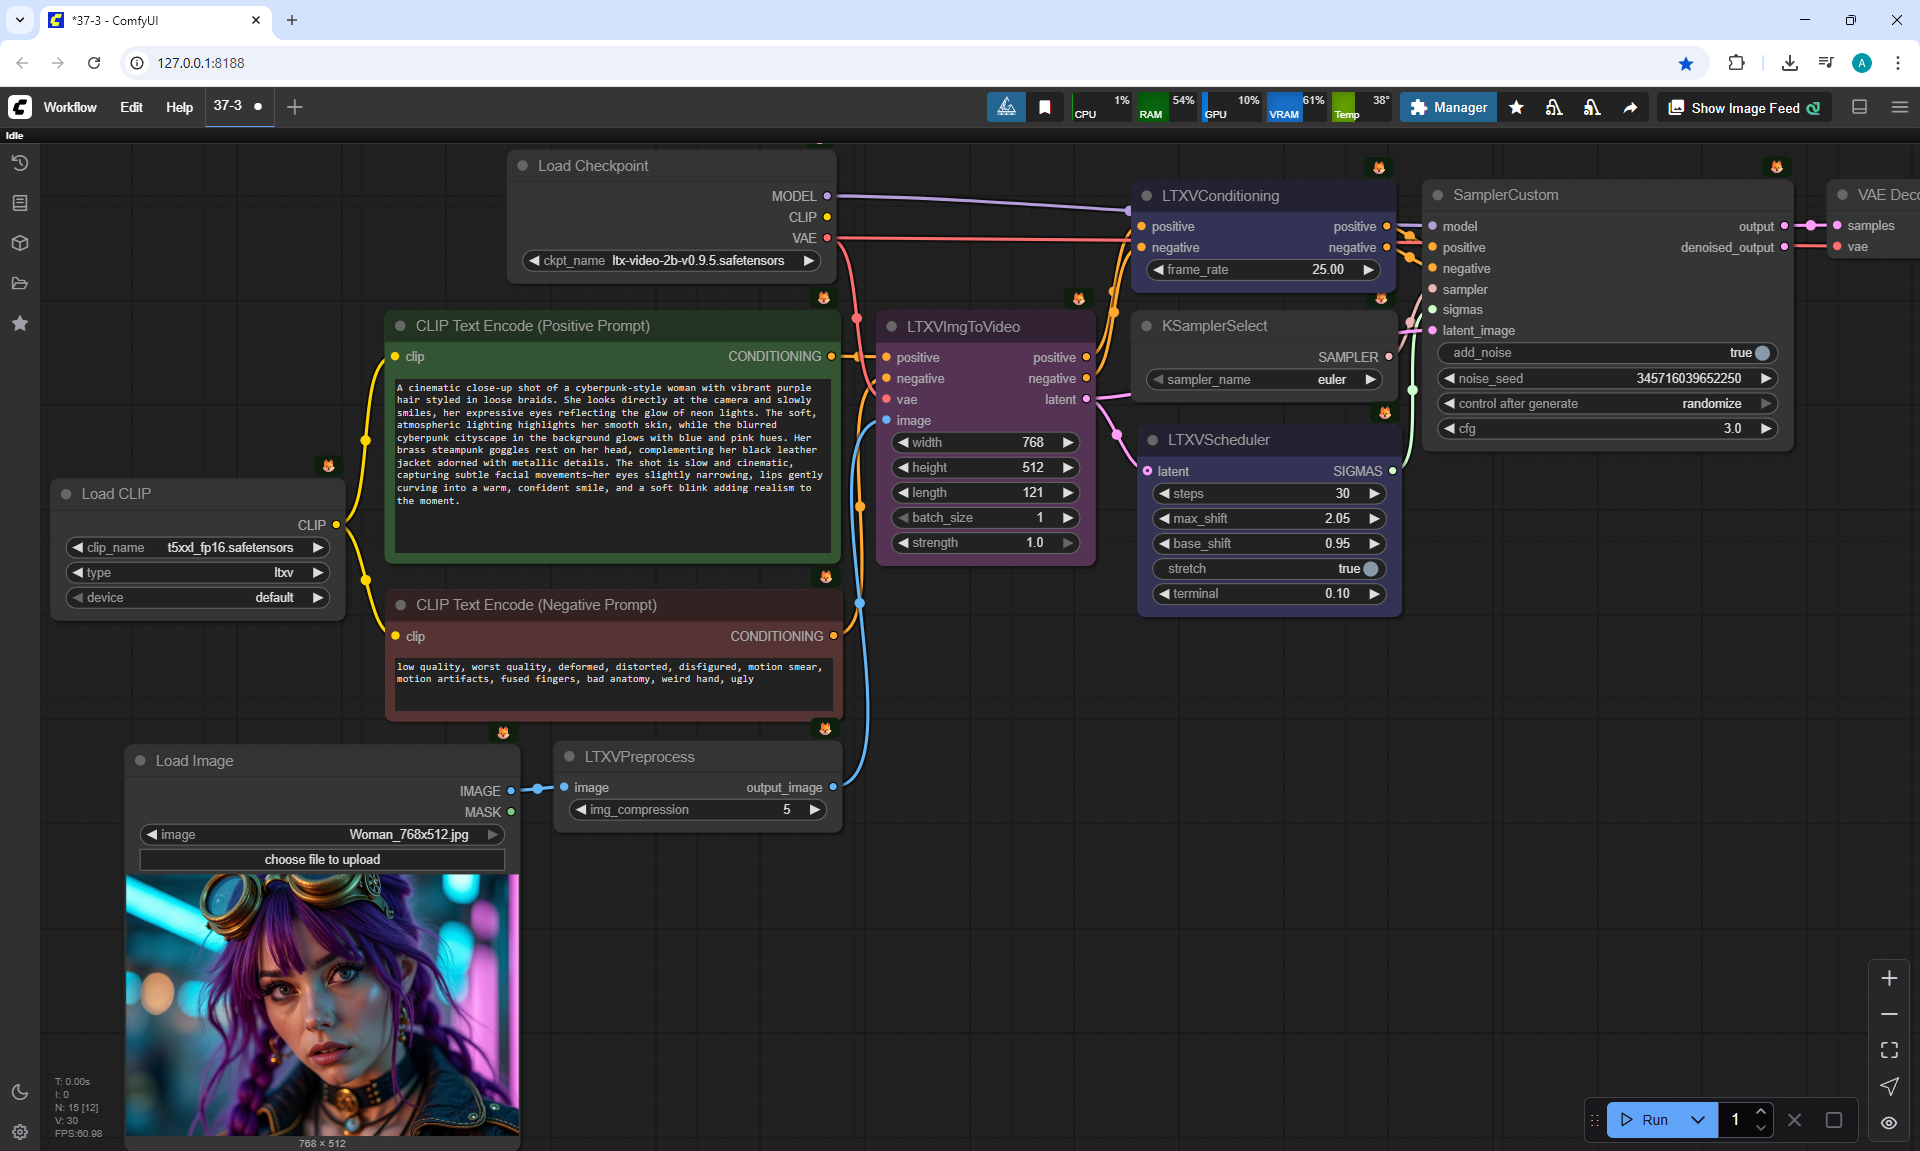 *37-3 - ComfyUI
127.0.0.1:8188
A
Workflow
Edit
Help
37-3
CPU
1%
RAM
54%
GPU
10%
VRAM
61%
Temp
38°
Manager
Show Image Feed
Idle
Load Checkpoint
MODEL
CLIP
VAE
ckpt_name ltx-video-2b-v0.9.5.safetensors
LTXVConditioning
positive positive
negative negative
frame_rate 25.00
SamplerCustom
model output
positive denoised_output
negative
sampler
sigmas
latent_image
add_noise true
noise_seed 345716039652250
control after generate randomize
cfg 3.0
VAE Deco
samples
vae
CLIP Text Encode (Positive Prompt)
clip CONDITIONING
A cinematic close-up shot of a cyberpunk-style woman with vibrant purple
hair styled in loose braids. She looks directly at the camera and slowly
smiles, her expressive eyes reflecting the glow of neon lights. The soft,
atmospheric lighting highlights her smooth skin, while the blurred
cyberpunk cityscape in the background glows with blue and pink hues. Her
brass steampunk goggles rest on her head, complementing her black leather
jacket adorned with metallic details. The shot is slow and cinematic,
capturing subtle facial movements—her eyes slightly narrowing, lips gently
curving into a warm, confident smile, and a soft blink adding realism to
the moment.
LTXVImgToVideo
positive positive
negative negative
vae latent
image
width 768
height 512
length 121
batch_size 1
strength 1.0
KSamplerSelect
SAMPLER
sampler_name euler
LTXVScheduler
latent SIGMAS
steps 30
max_shift 2.05
base_shift 0.95
stretch true
terminal 0.10
Load CLIP
CLIP
clip_name t5xxl_fp16.safetensors
type ltxv
device default
CLIP Text Encode (Negative Prompt)
clip CONDITIONING
low quality, worst quality, deformed, distorted, disfigured, motion smear,
motion artifacts, fused fingers, bad anatomy, weird hand, ugly
Load Image
IMAGE
MASK
image Woman_768x512.jpg
choose file to upload
768 × 512
LTXVPreprocess
image output_image
img_compression 5
T: 0.00s
I: 0
N: 15 [12]
V: 30
FPS:60.98
Run
1